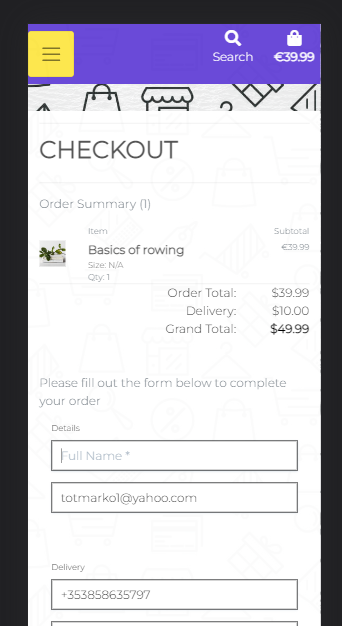 Search
€39.99
CHECKOUT
Order Summary (1)
Item Subtotal
Basics of rowing €39.99
Size: N/A
Qty: 1
Order Total: $39.99
Delivery: $10.00
Grand Total: $49.99
Please fill out the form below to complete
your order
Details
Full Name *
totmarko1@yahoo.com
Delivery
+353858635797